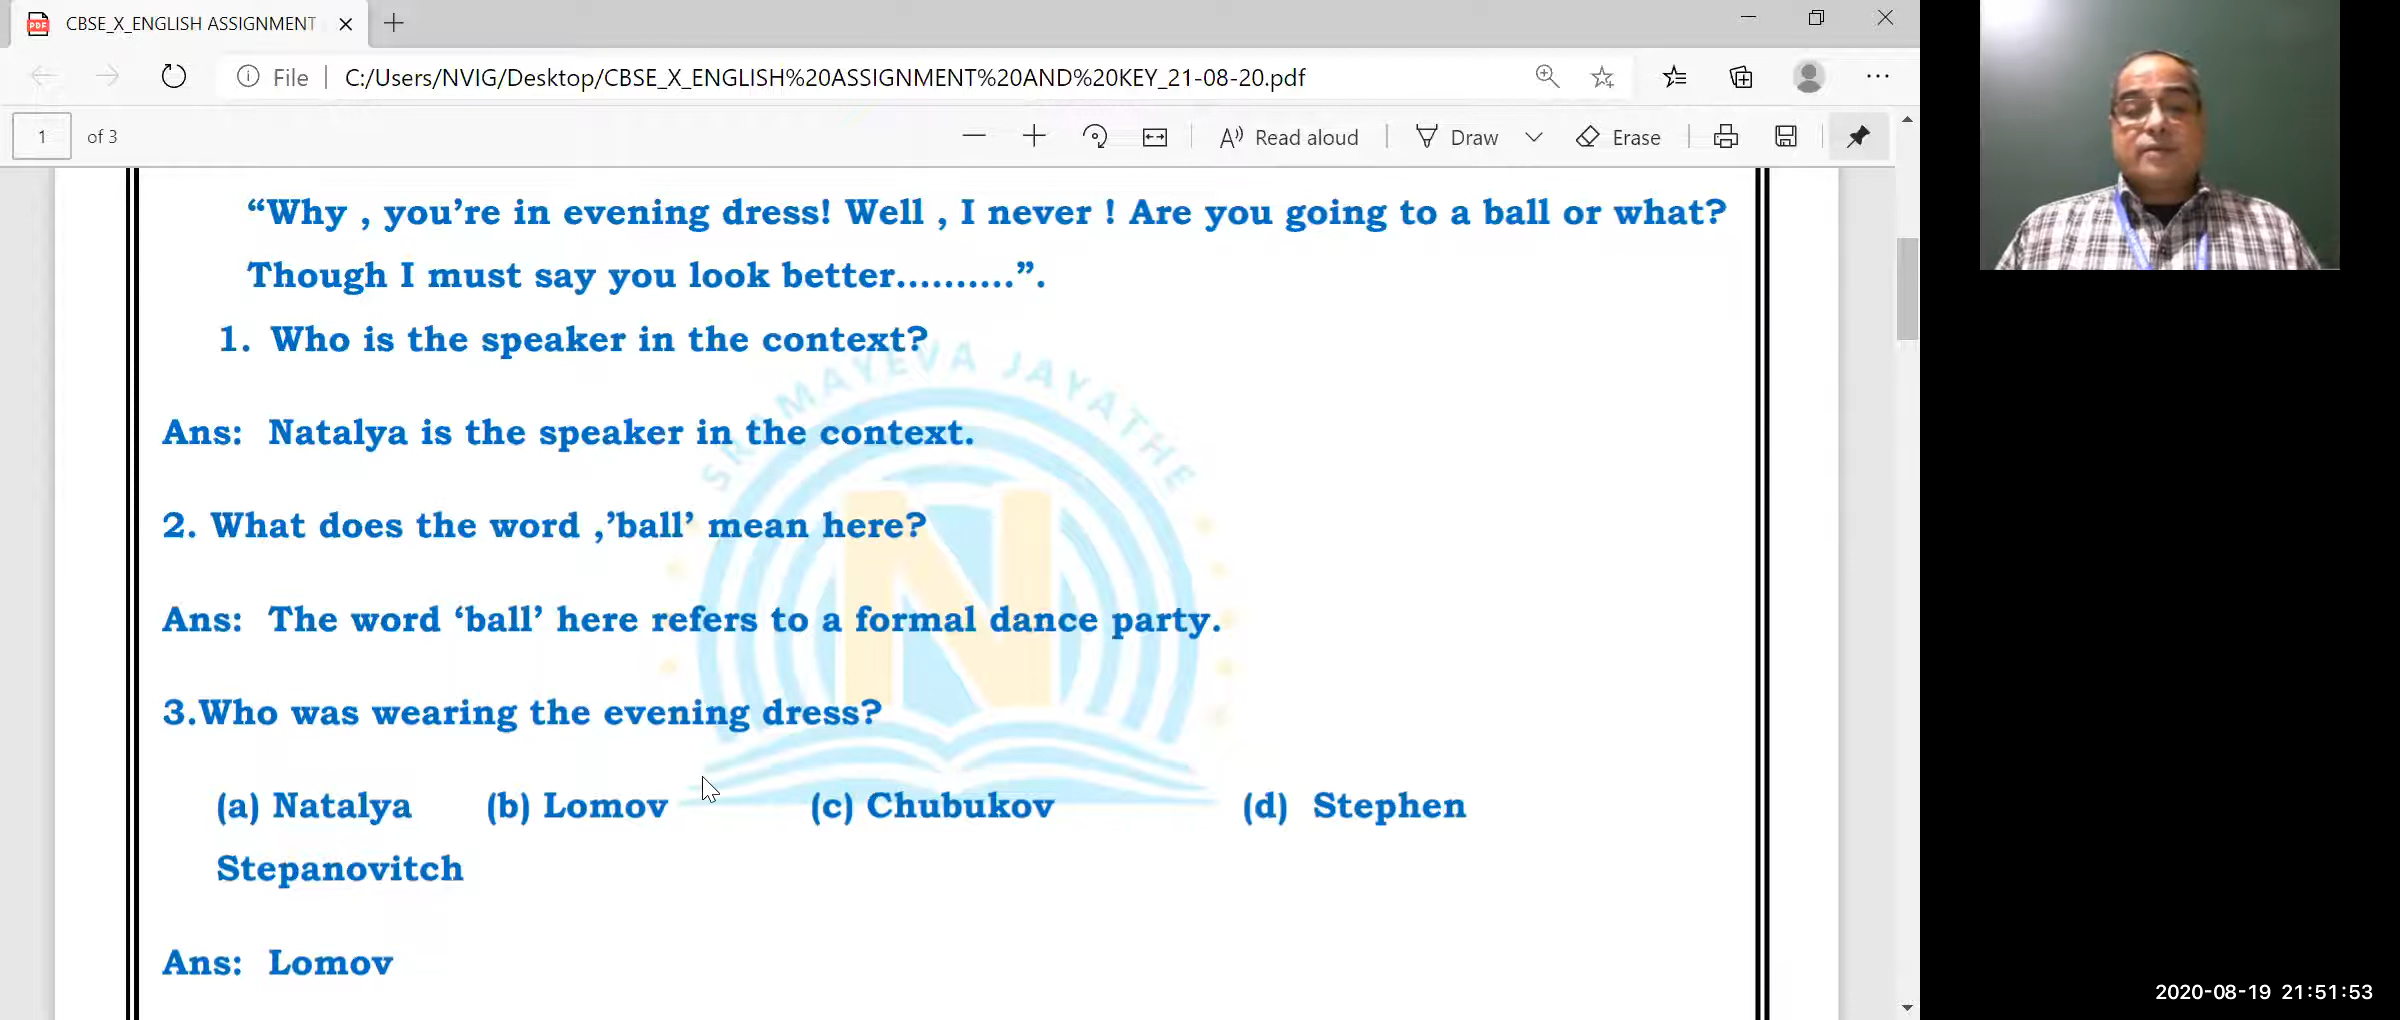 CBSE_X_ENGLISH ASSIGNMENT
File | C:/Users/NVIG/Desktop/CBSE_X_ENGLISH%20ASSIGNMENT%20AND%20KEY_21-08-20.pdf
1 of 3 Read aloud Draw Erase
“Why , you’re in evening dress! Well , I never ! Are you going to a ball or what?
Though I must say you look better..........”.
1. Who is the speaker in the context?
SRAMAYEVA JAYATHE
Ans: Natalya is the speaker in the context.
2. What does the word ,’ball’ mean here?
N
Ans: The word ‘ball’ here refers to a formal dance party.
3.Who was wearing the evening dress?
(a) Natalya (b) Lomov (c) Chubukov (d) Stephen
Stepanovitch
Ans: Lomov
2020-08-19 21:51:53